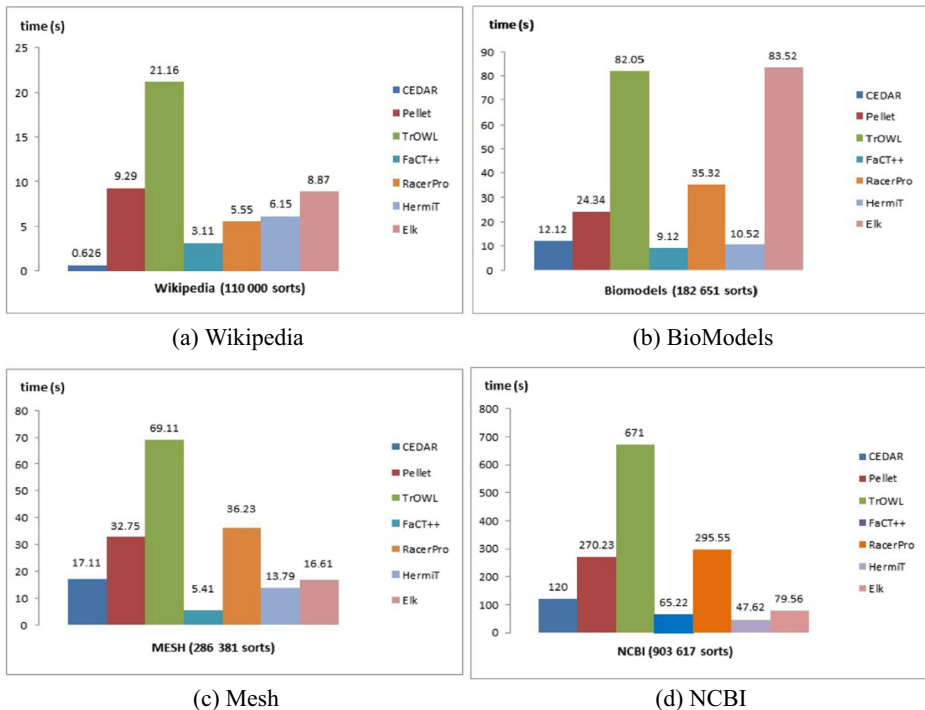 time (s)
25
20
15
10
5
0
0.626
9.29
21.16
3.11
5.55
6.15
8.87
CEDAR
Pellet
TrOWL
FaCT++
RacerPro
HermiT
Elk
Wikipedia (110 000 sorts)
(a) Wikipedia
time (s)
90
80
70
60
50
40
30
20
10
0
12.12
24.34
82.05
9.12
35.32
10.52
83.52
CEDAR
Pellet
TrOWL
FaCT++
RacerPro
HermiT
Elk
Biomodels (182 651 sorts)
(b) BioModels
time (s)
80
70
60
50
40
30
20
10
0
17.11
32.75
69.11
5.41
36.23
13.79
16.61
CEDAR
Pellet
TrOWL
FaCT++
RacerPro
HermiT
Elk
MESH (286 381 sorts)
(c) Mesh
time (s)
800
700
600
500
400
300
200
100
0
120
270.23
671
65.22
295.55
47.62
79.56
CEDAR
Pellet
TrOWL
FaCT++
RacerPro
HermiT
Elk
NCBI (903 617 sorts)
(d) NCBI